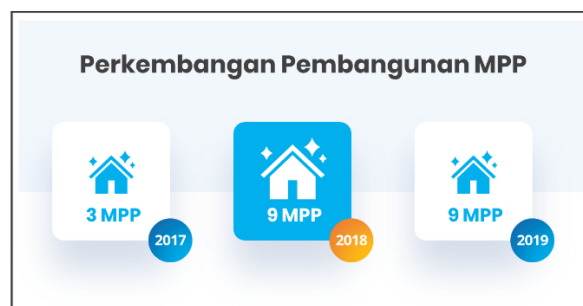 Perkembangan Pembangunan MPP
3 MPP
2017
9 MPP
2018
9 MPP
2019